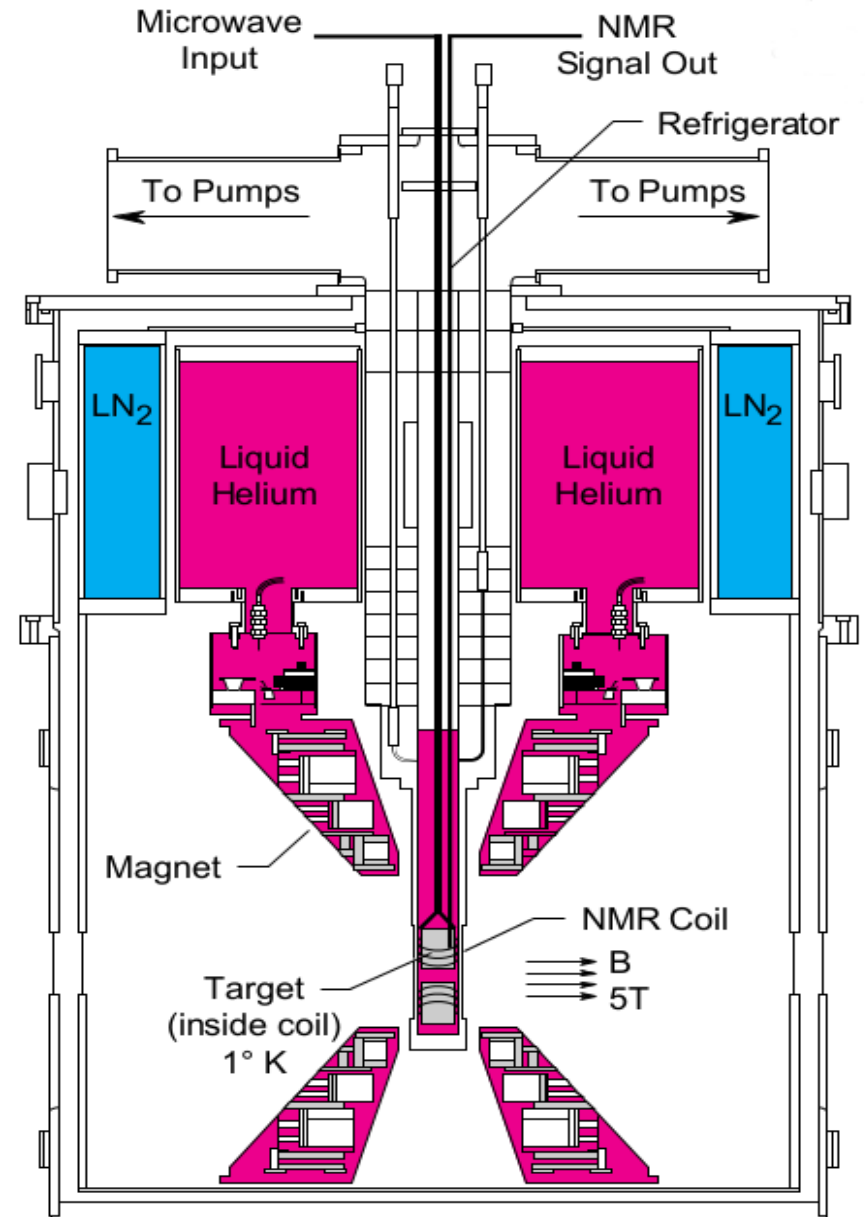 Microwave
Input
NMR
Signal Out
Refrigerator
To Pumps
To Pumps
LN₂
Liquid
Helium
Liquid
Helium
LN₂
Magnet
NMR Coil
Target
(inside coil)
1° K
B
5T